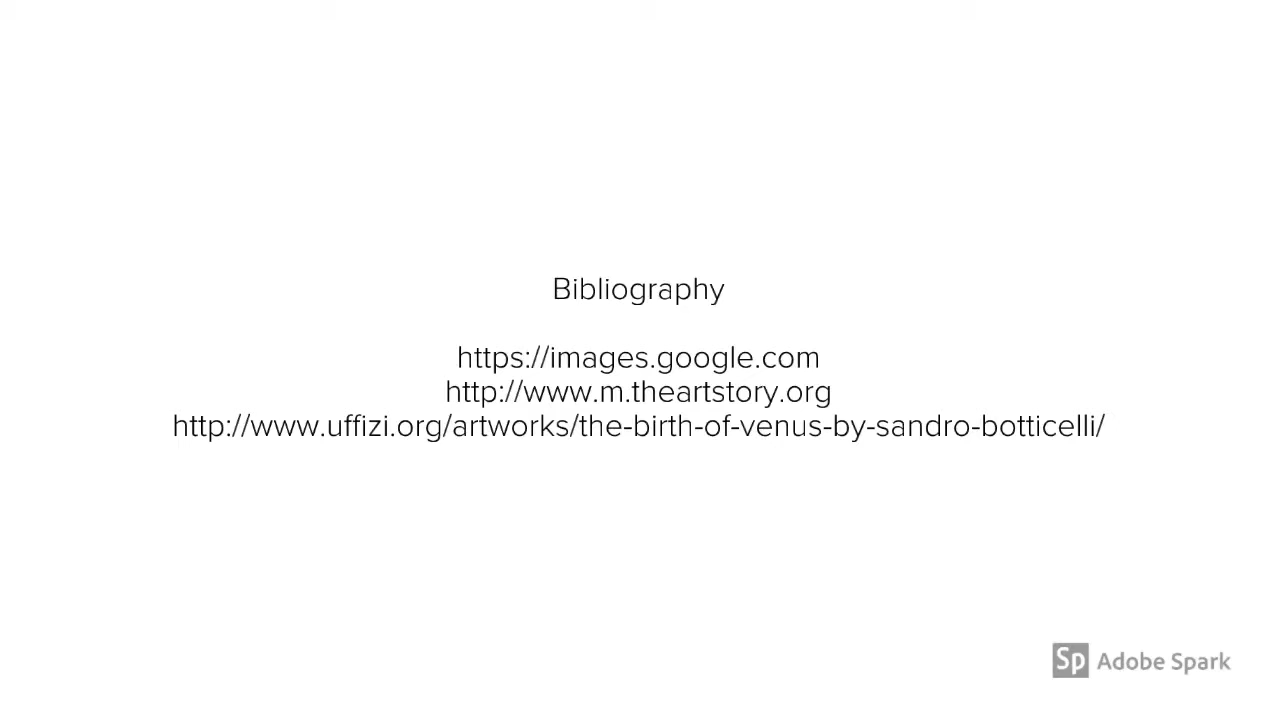 Bibliography
https://images.google.com
http://www.m.theartstory.org
http://www.uffizi.org/artworks/the-birth-of-venus-by-sandro-botticelli/
Sp Adobe Spark